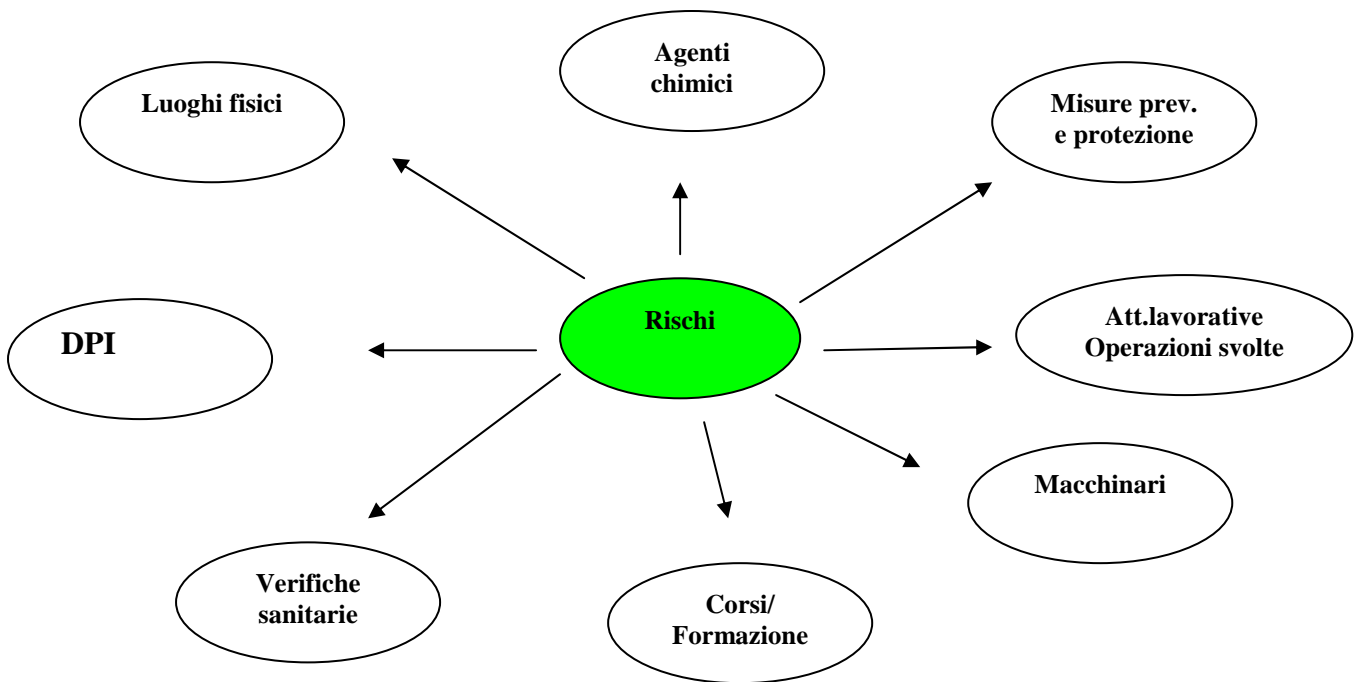 Agenti
chimici
Luoghi fisici
Misure prev.
e protezione
Rischi
Att.lavorative
Operazioni svolte
DPI
Macchinari
Verifiche
sanitarie
Corsi/
Formazione